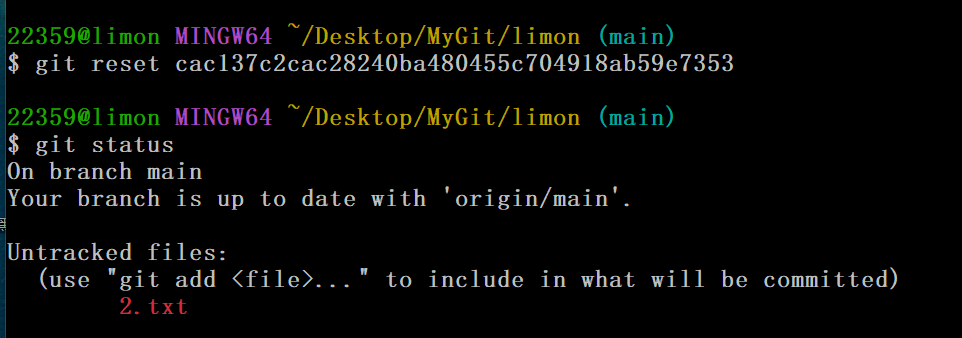 22359@limon MINGW64 ~/Desktop/MyGit/limon (main)
$ git reset cac137c2cac28240ba480455c704918ab59e7353
22359@limon MINGW64 ~/Desktop/MyGit/limon (main)
$ git status
On branch main
Your branch is up to date with 'origin/main'.
Untracked files:
  (use "git add <file>..." to include in what will be committed)
        2.txt